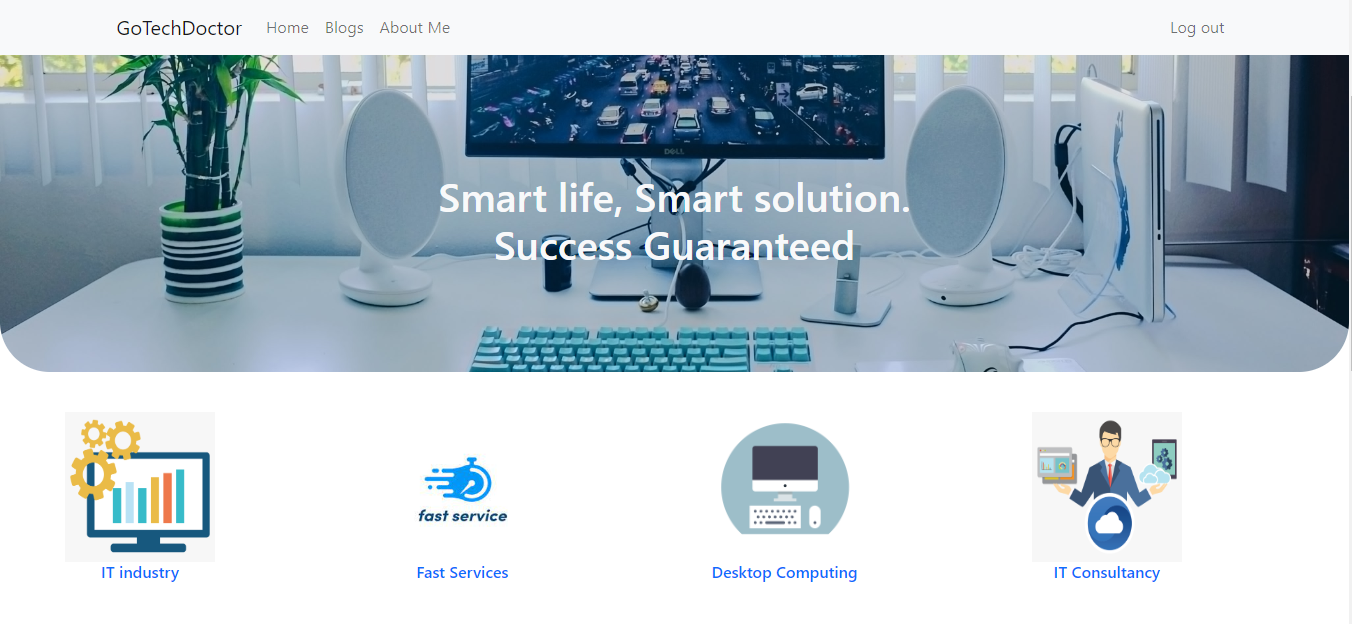 GoTechDoctor Home Blogs About Me Log out
DELL
Smart life, Smart solution.
Success Guaranteed
fast service
IT industry Fast Services Desktop Computing IT Consultancy